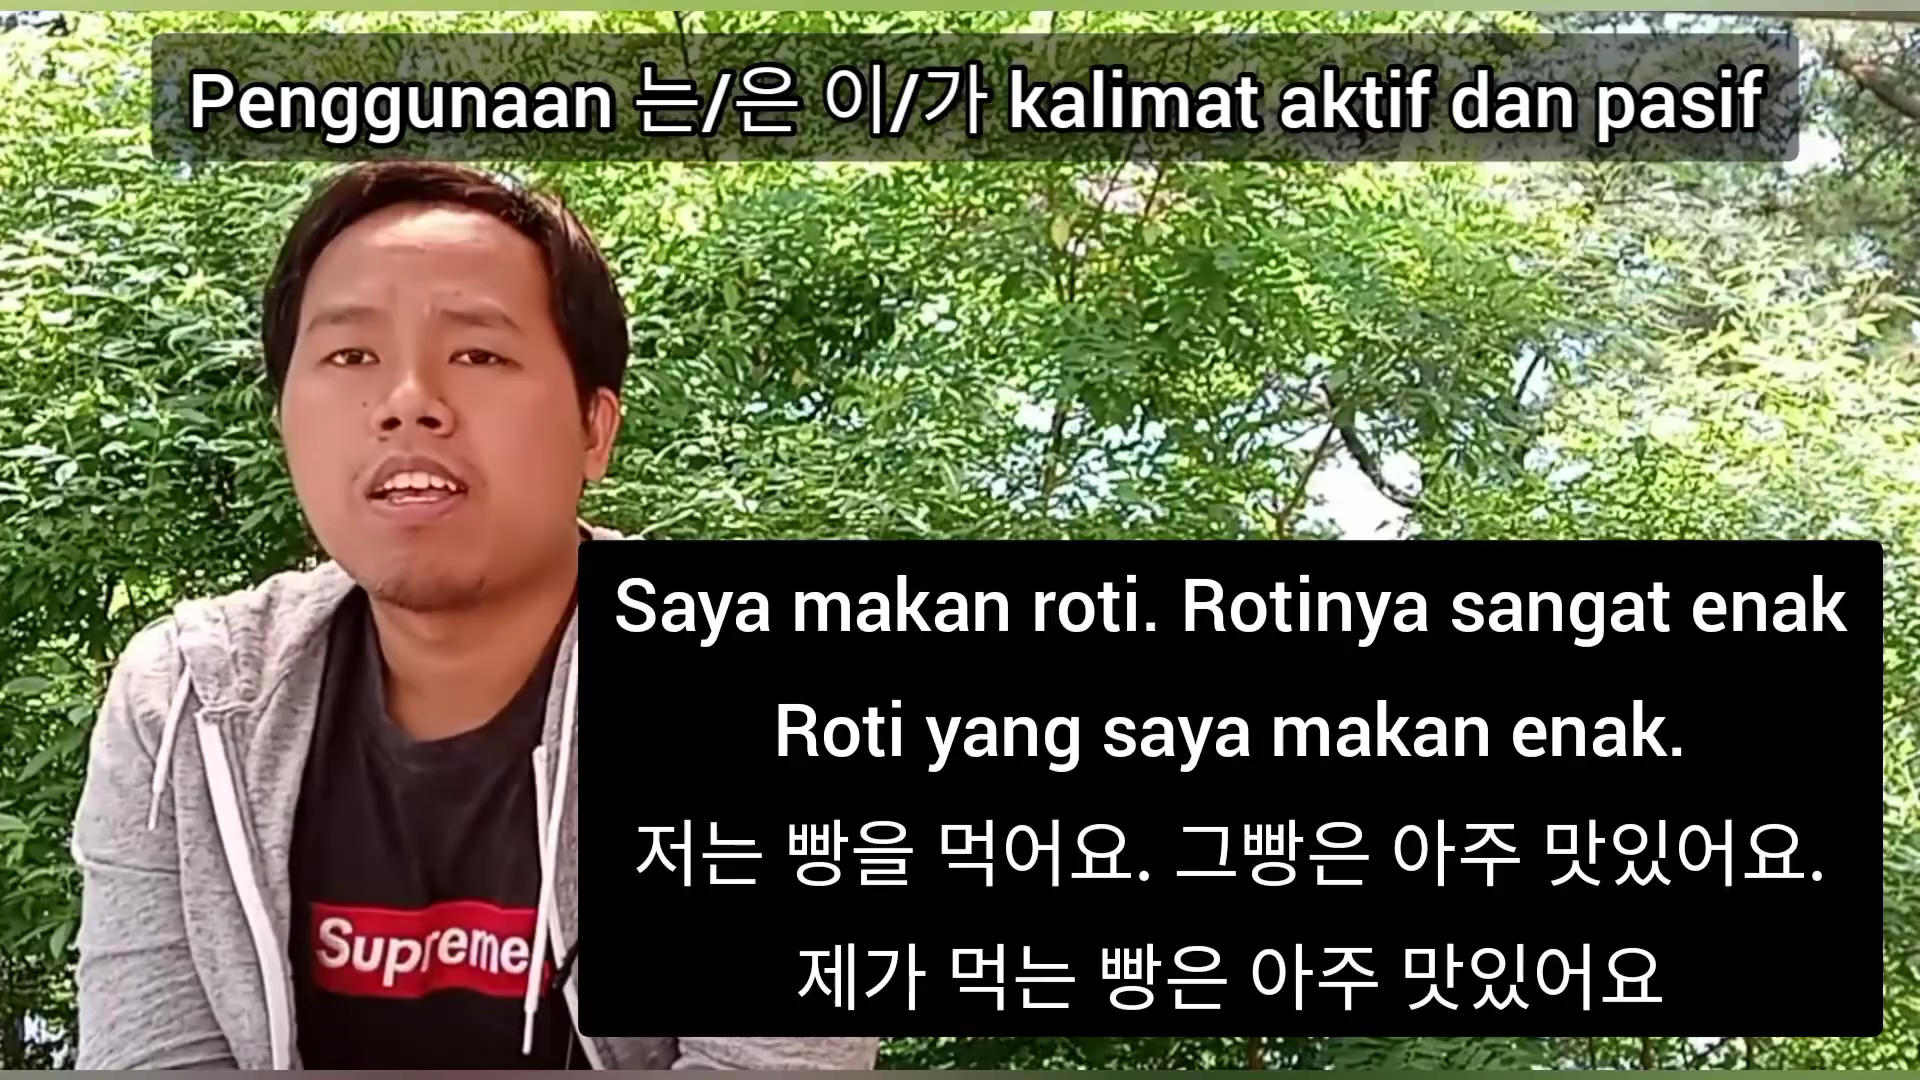 Penggunaan 는/은 이/가 kalimat aktif dan pasif
Saya makan roti. Rotinya sangat enak
Roti yang saya makan enak.
저는 빵을 먹어요. 그빵은 아주 맛있어요.
제가 먹는 빵은 아주 맛있어요
Supreme